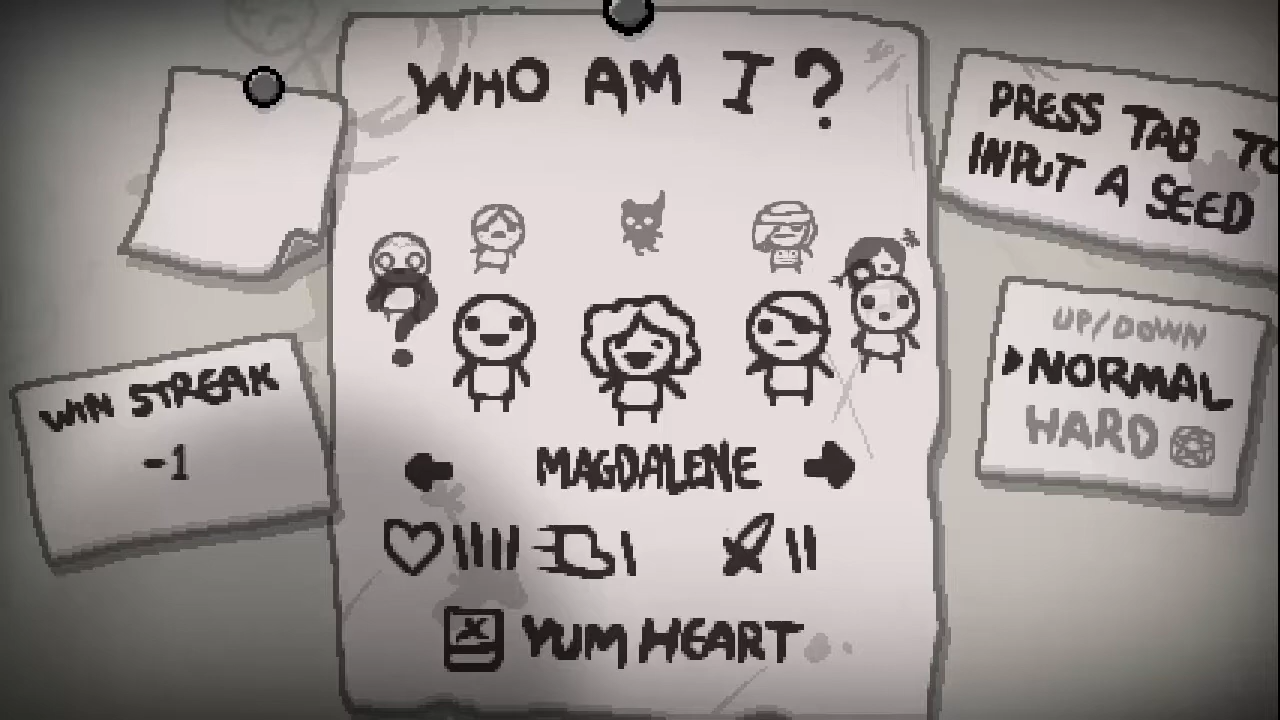 WHO AM I?
PRESS TAB TO
INPUT A SEED
WIN STREAK
-1
UP/DOWN
NORMAL
HARD
MAGDALENE
YUM HEART